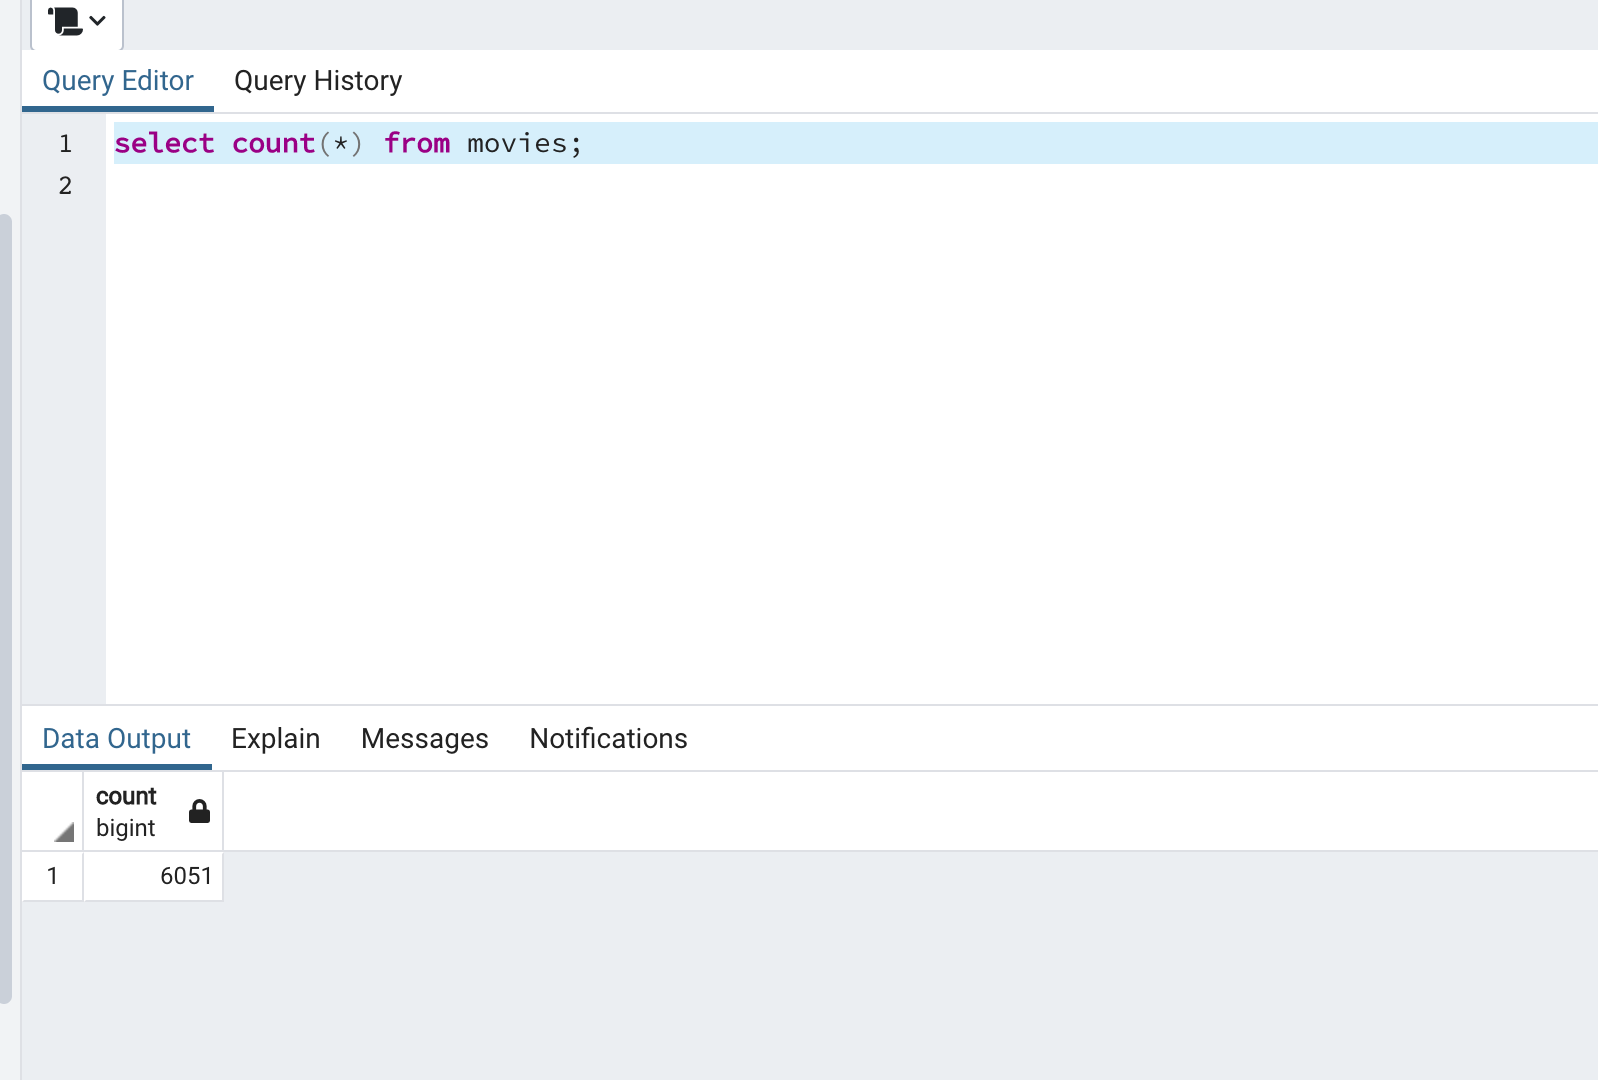 Query Editor Query History
1 select count(*) from movies;
2
Data Output Explain Messages Notifications
count
bigint
1 6051